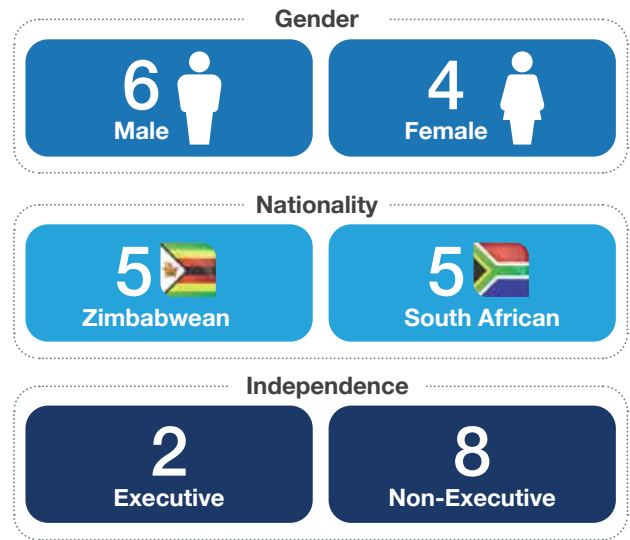 Gender
6
Male
4
Female
Nationality
5
Zimbabwean
5
South African
Independence
2
Executive
8
Non-Executive